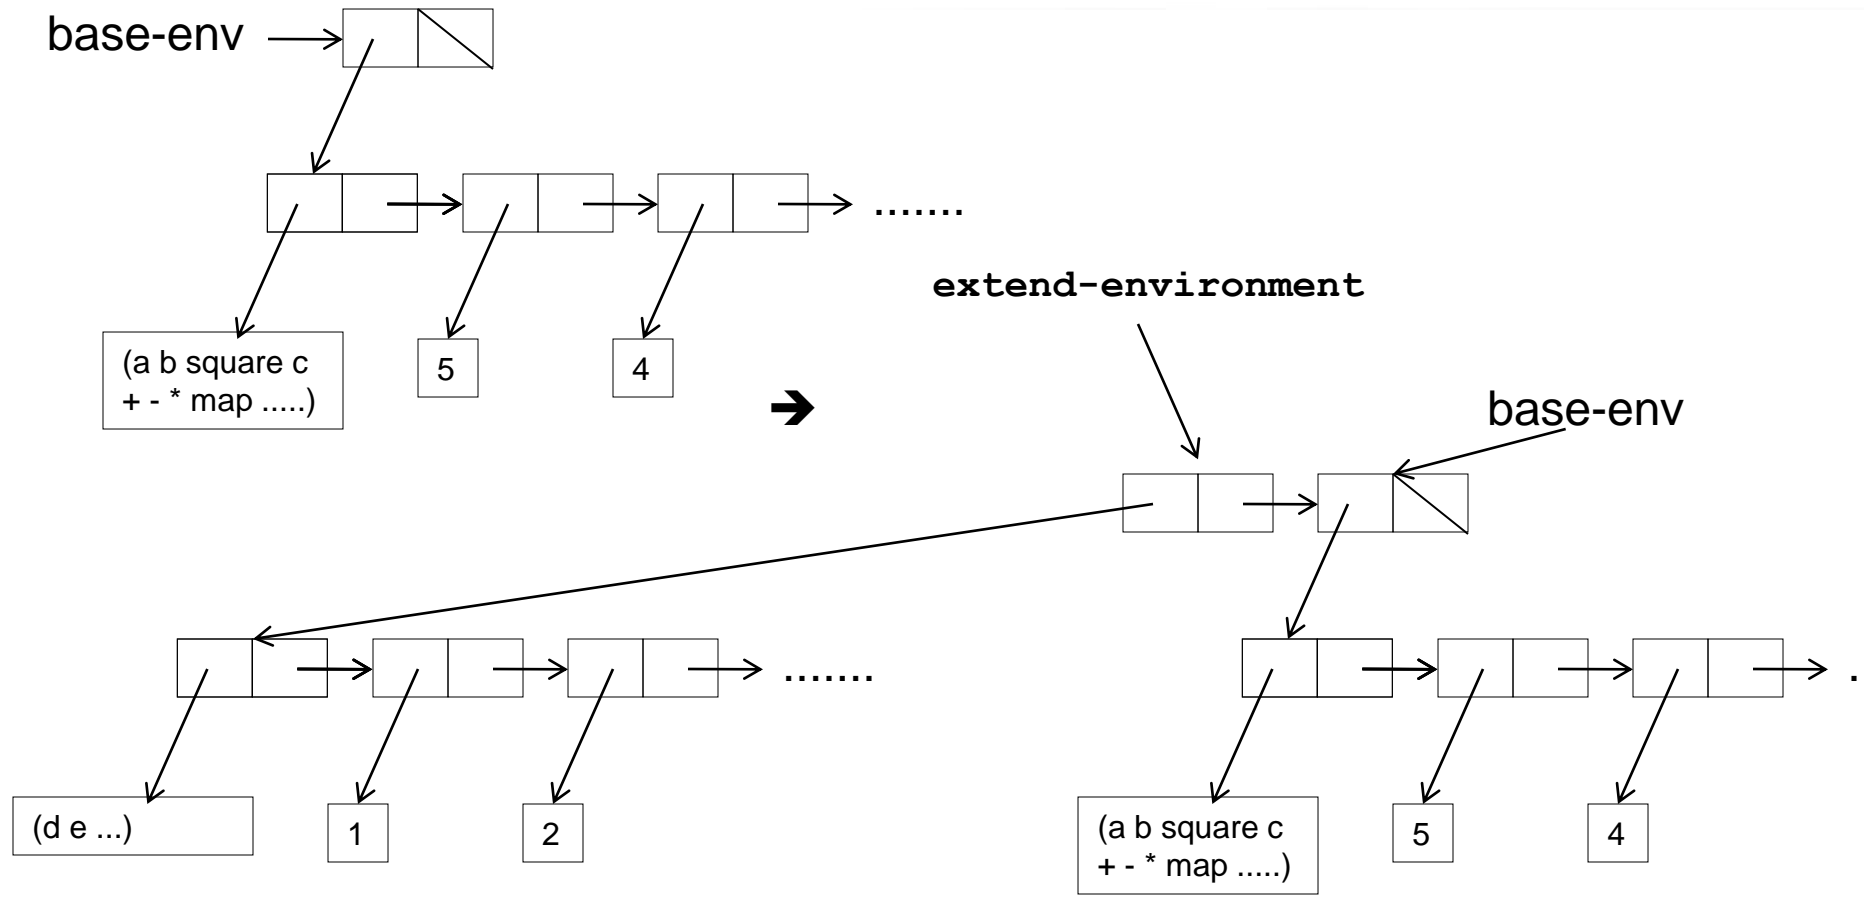 base-env
.......
extend-environment
(a b square c
+ - * map .....)
5
4
➔
base-env
.......
.
(d e ...)
1
2
(a b square c
+ - * map .....)
5
4